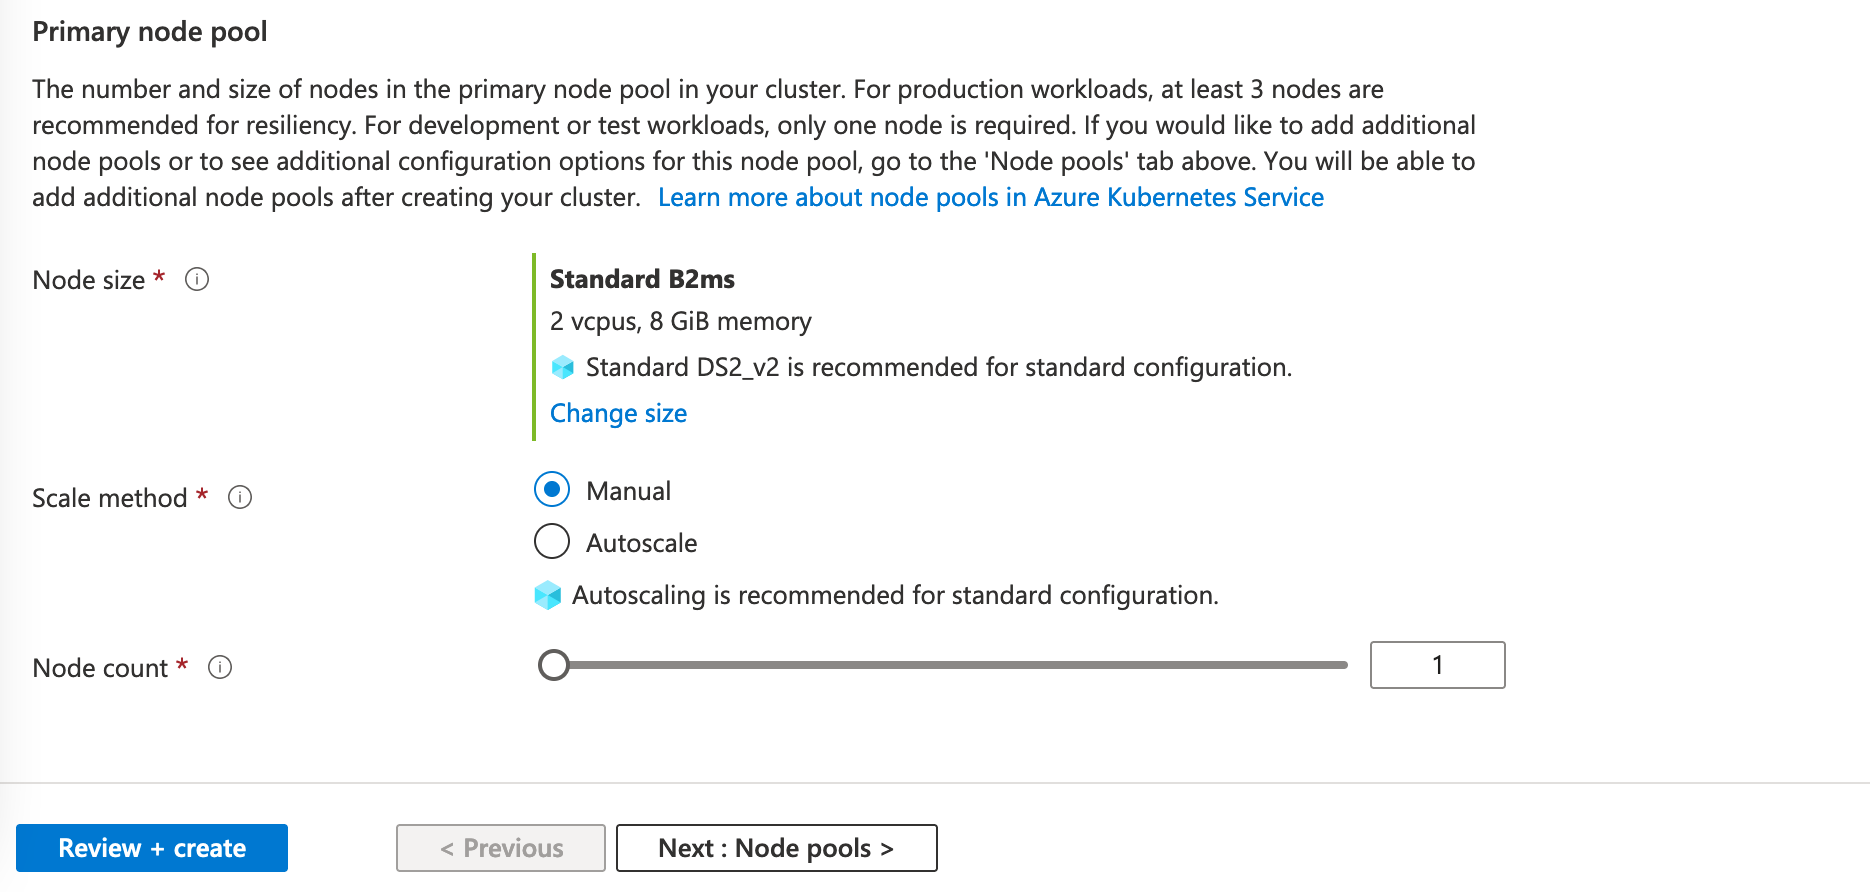 Primary node pool
The number and size of nodes in the primary node pool in your cluster. For production workloads, at least 3 nodes are
recommended for resiliency. For development or test workloads, only one node is required. If you would like to add additional
node pools or to see additional configuration options for this node pool, go to the 'Node pools' tab above. You will be able to
add additional node pools after creating your cluster. Learn more about node pools in Azure Kubernetes Service
Node size *
Standard B2ms
2 vcpus, 8 GiB memory
Standard DS2_v2 is recommended for standard configuration.
Change size
Scale method *
Manual
Autoscale
Autoscaling is recommended for standard configuration.
Node count *
1
Review + create
< Previous
Next : Node pools >